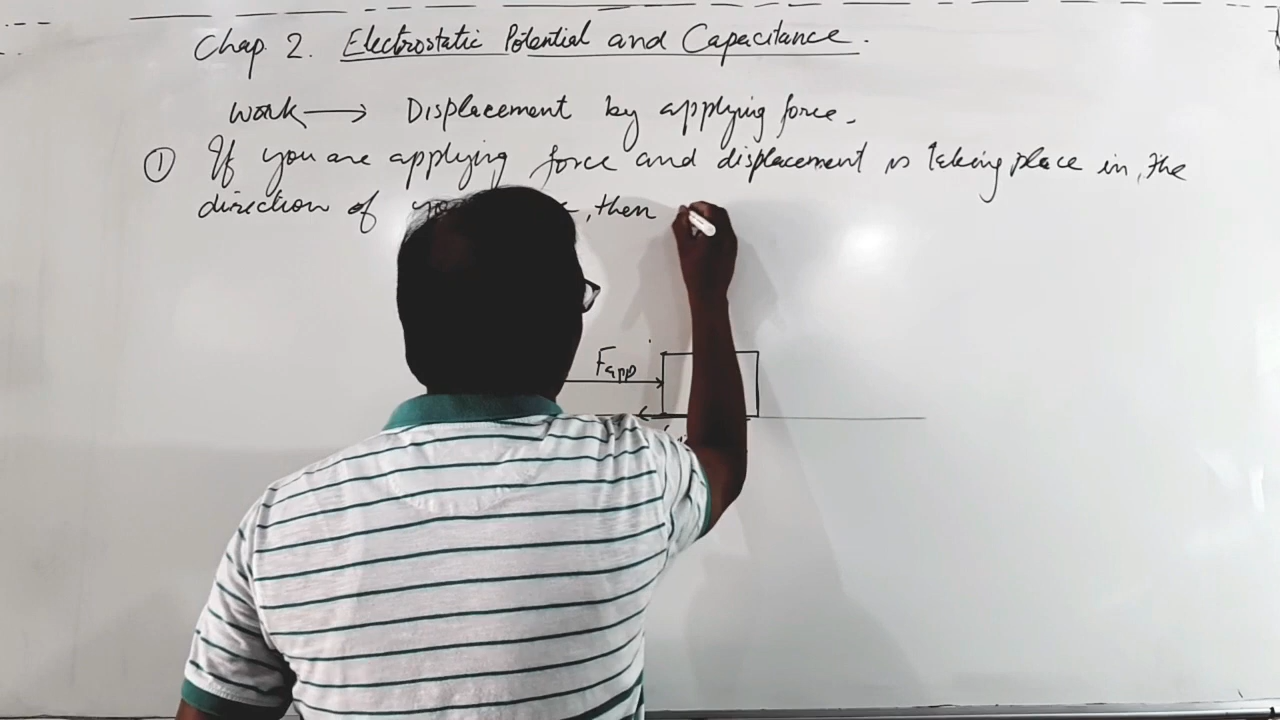 Chap. 2. Electrostatic Potential and Capacitance.
Work → Displacement by applying force.
① If you are applying force and displacement is taking place in the
direction of , then
Fapp